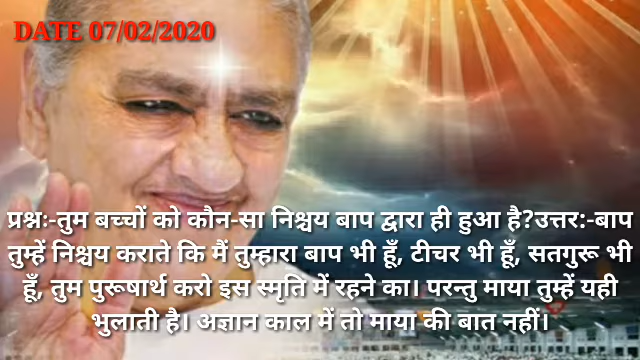 DATE 07/02/2020
प्रश्नः-तुम बच्चों को कौन-सा निश्चय बाप द्वारा ही हुआ है?उत्तर:-बाप
तुम्हें निश्चय कराते कि मैं तुम्हारा बाप भी हूँ, टीचर भी हूँ, सतगुरू भी
हूँ, तुम पुरूषार्थ करो इस स्मृति में रहने का। परन्तु माया तुम्हें यही
भुलाती है। अज्ञान काल में तो माया की बात नहीं।